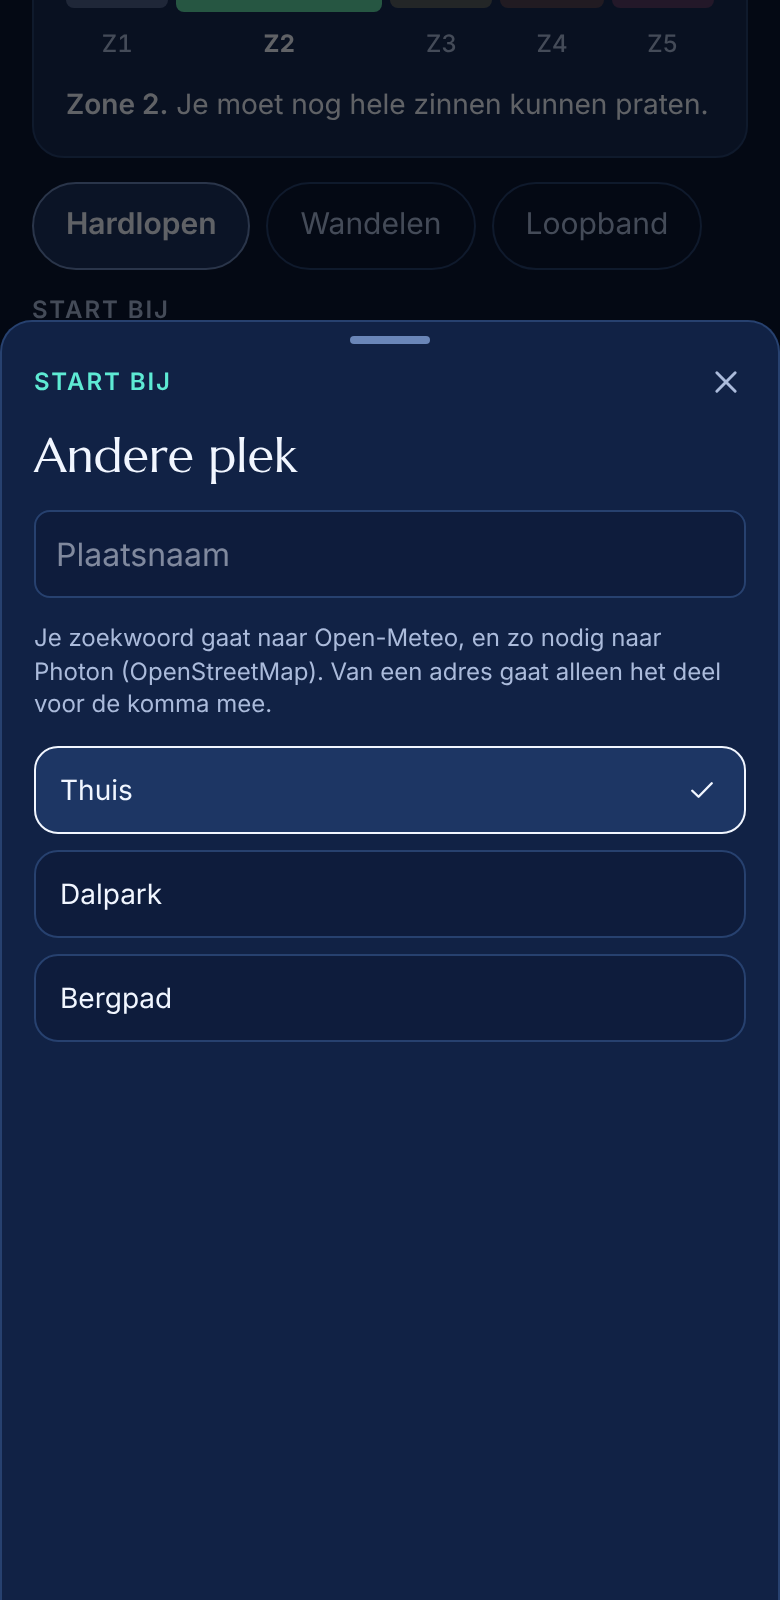 Z1 Z2 Z3 Z4 Z5
Zone 2. Je moet nog hele zinnen kunnen praten.
Hardlopen Wandelen Loopband
START BIJ
START BIJ
Andere plek
Plaatsnaam
Je zoekwoord gaat naar Open-Meteo, en zo nodig naar
Photon (OpenStreetMap). Van een adres gaat alleen het deel
voor de komma mee.
Thuis
Dalpark
Bergpad